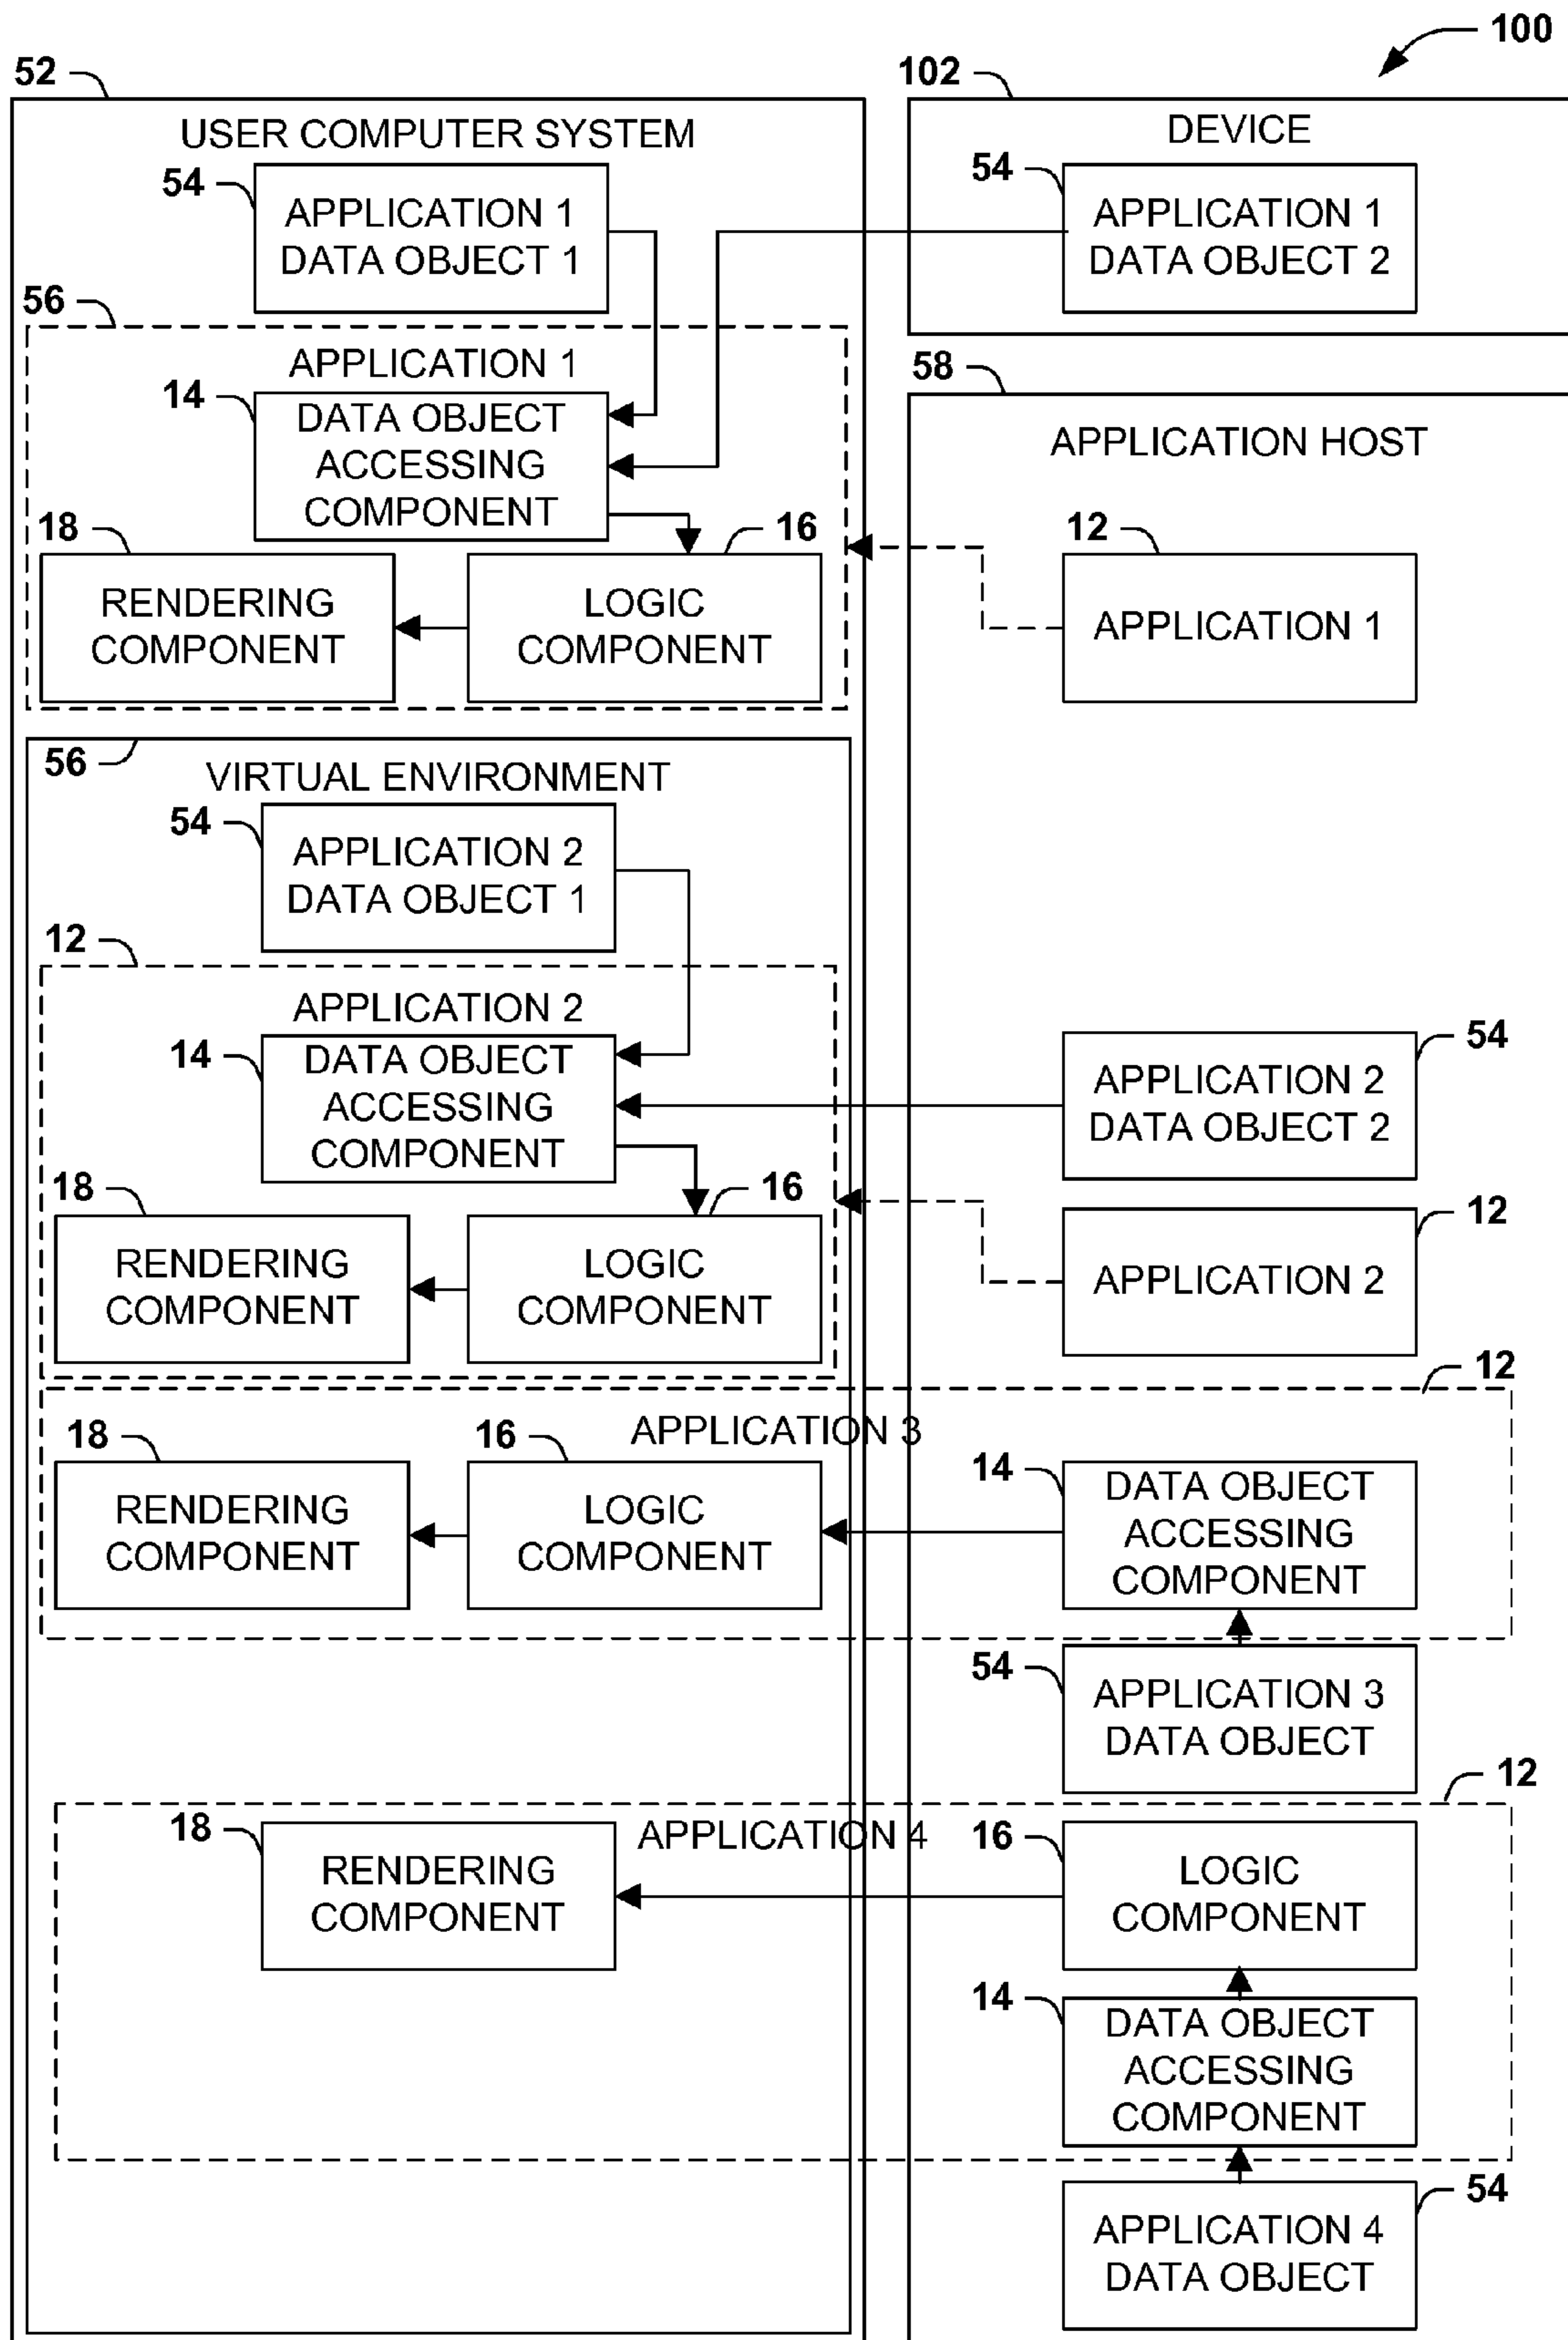 100
52
USER COMPUTER SYSTEM
54
APPLICATION 1
DATA OBJECT 1
56
APPLICATION 1
14
DATA OBJECT
ACCESSING
COMPONENT
18
RENDERING
COMPONENT
16
LOGIC
COMPONENT
56
VIRTUAL ENVIRONMENT
54
APPLICATION 2
DATA OBJECT 1
12
APPLICATION 2
14
DATA OBJECT
ACCESSING
COMPONENT
18
RENDERING
COMPONENT
16
LOGIC
COMPONENT
102
DEVICE
54
APPLICATION 1
DATA OBJECT 2
58
APPLICATION HOST
12
APPLICATION 1
54
APPLICATION 2
DATA OBJECT 2
12
APPLICATION 2
12
APPLICATION 3
18
RENDERING
COMPONENT
16
LOGIC
COMPONENT
14
DATA OBJECT
ACCESSING
COMPONENT
54
APPLICATION 3
DATA OBJECT
12
APPLICATION 4
18
RENDERING
COMPONENT
16
LOGIC
COMPONENT
14
DATA OBJECT
ACCESSING
COMPONENT
54
APPLICATION 4
DATA OBJECT